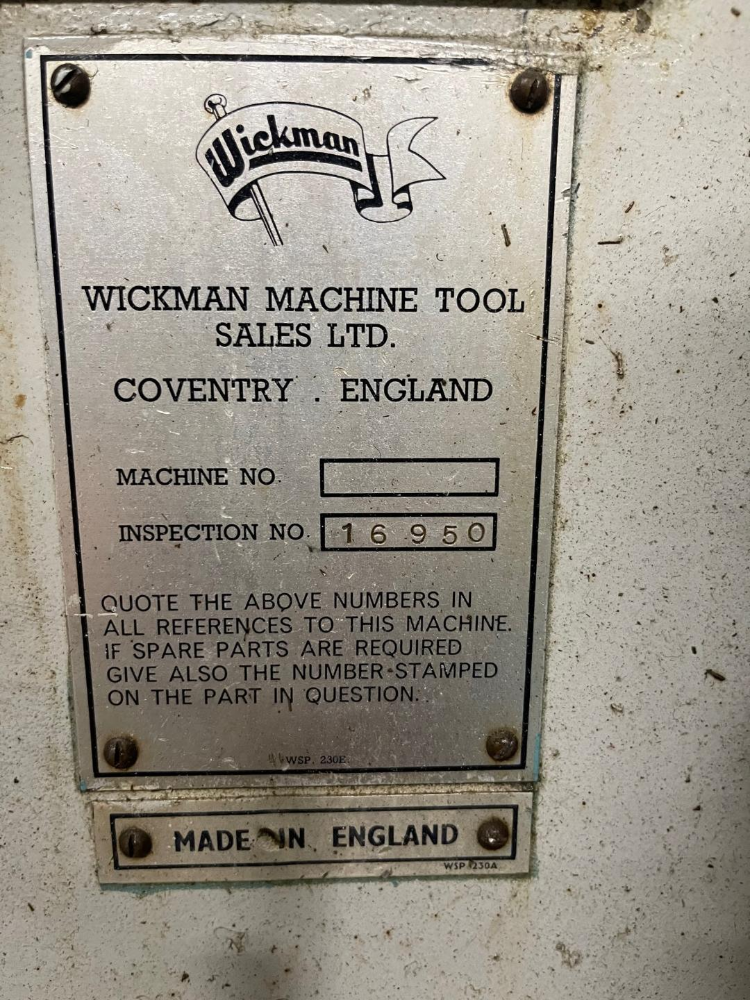 Wickman
WICKMAN MACHINE TOOL
SALES LTD.
COVENTRY . ENGLAND
MACHINE NO.
INSPECTION NO. 16 950
QUOTE THE ABOVE NUMBERS IN
ALL REFERENCES TO THIS MACHINE.
IF SPARE PARTS ARE REQUIRED
GIVE ALSO THE NUMBER STAMPED
ON THE PART IN QUESTION.
WSP. 230E.
MADE IN ENGLAND
WSP 230A